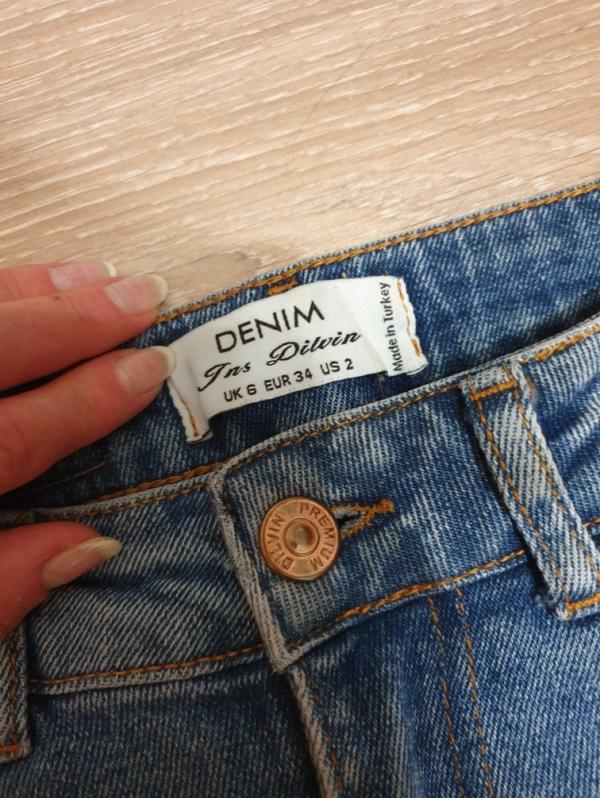 DENIM
Jns Dilvin
UK 6 EUR 34 US 2
Made in Turkey
DILVIN PREMIUM